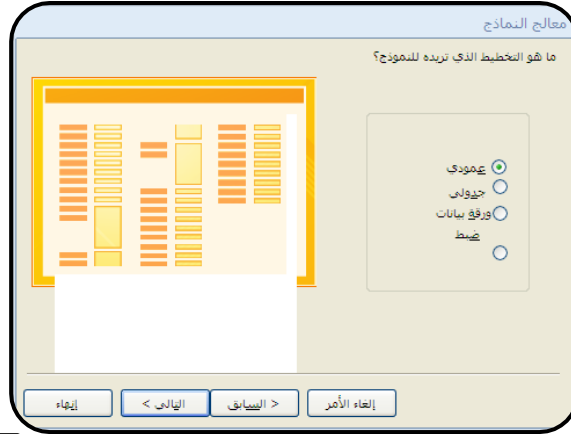 معالج النماذج
ما هو التخطيط الذي تريده للنموذج؟
عمودي
جدولي
ورقة بيانات
ضبط
إلغاء الأمر
< السابق
التالي >
إنهاء